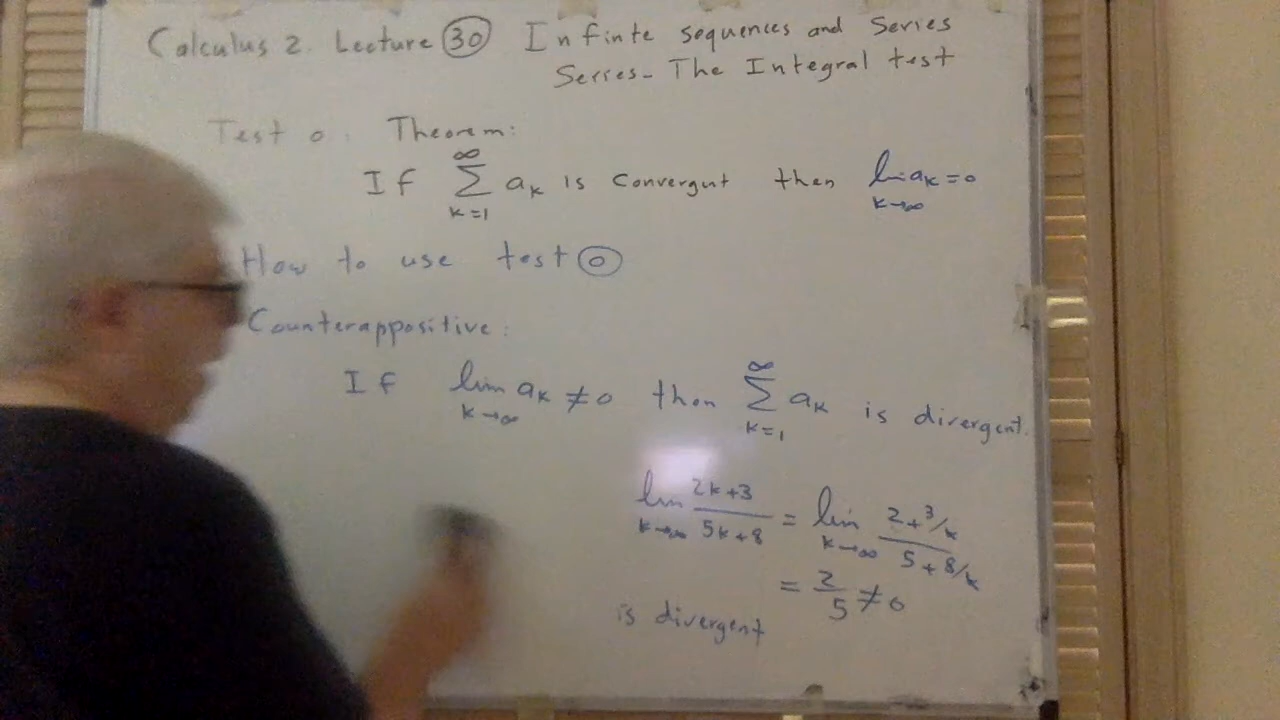 Calculus 2. Lecture 30 Infinte sequences and Series
Series - The Integral test
Test 0. Theorem:
If ∑_{k=1}^{∞} a_k is convergent then lim_{k→∞} a_k = 0
How to use test 0
Counterappositive:
If lim_{k→∞} a_k ≠ 0 then ∑_{k=1}^{∞} a_k is divergent.
lim_{k→∞} (2k+3)/(5k+8) = lim_{k→∞} (2+3/k)/(5+8/k)
= 2/5 ≠ 0
is divergent